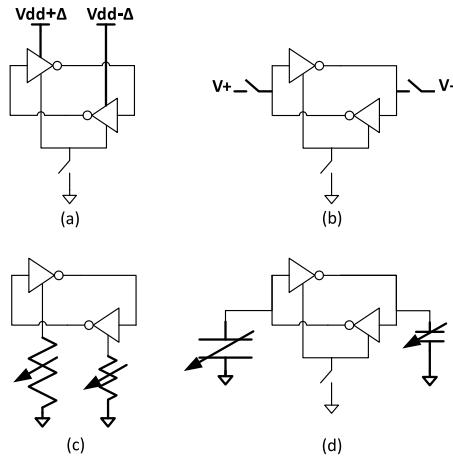 Vdd+Δ Vdd-Δ
V+ V-
(a) (b)
(c) (d)